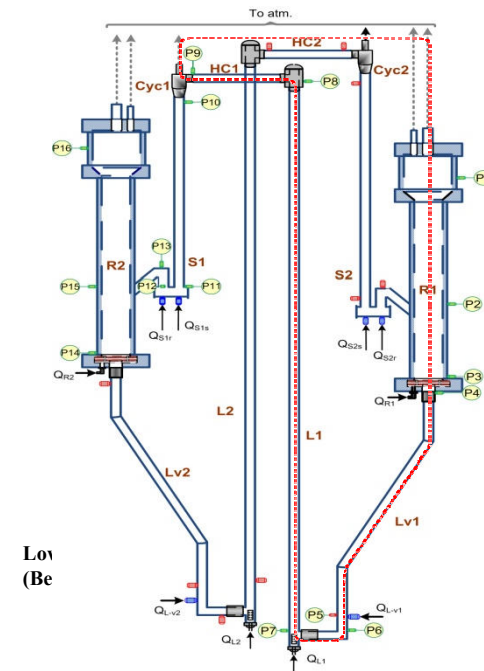 To atm.
HC2
P9
HC1
Cyc1
Cyc2
P8
P10
P16
P
P13
S1
R2
P12
P11
P15
S2
R1
P2
QS1r
QS1s
P14
QS2s
QS2r
P3
P4
QR2
QR1
L2
L1
Lv2
Lv1
(Be
QL-v2
QL-v1
P5
P7
P6
QL2
QL1